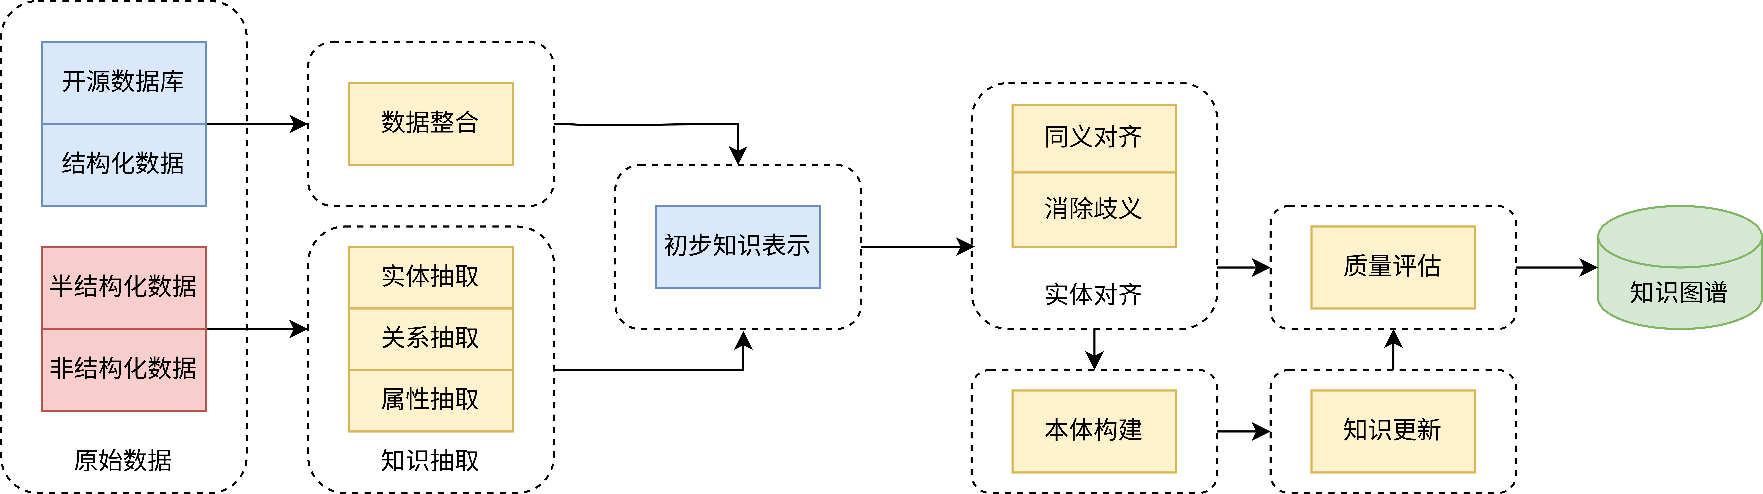 开源数据库
结构化数据
半结构化数据
非结构化数据
原始数据
数据整合
实体抽取
关系抽取
属性抽取
知识抽取
初步知识表示
同义对齐
消除歧义
实体对齐
本体构建
质量评估
知识更新
知识图谱